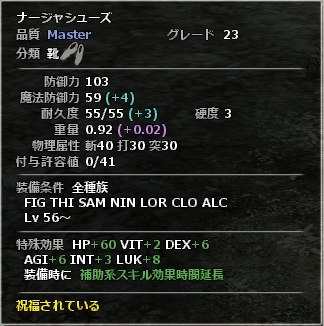 ナージャシューズ
品質 Master グレード 23
分類 靴
防御力 103
魔法防御力 59 (+4)
耐久度 55/55 (+3) 硬度 3
重量 0.92 (+0.02)
物理属性 斬40 打30 突30
付与許容値 0/41
装備条件 全種族
FIG THI SAM NIN LOR CLO ALC
Lv 56～
特殊効果 HP+60 VIT+2 DEX+6
AGI+6 INT+3 LUK+8
装備時に 補助系スキル効果時間延長
祝福されている